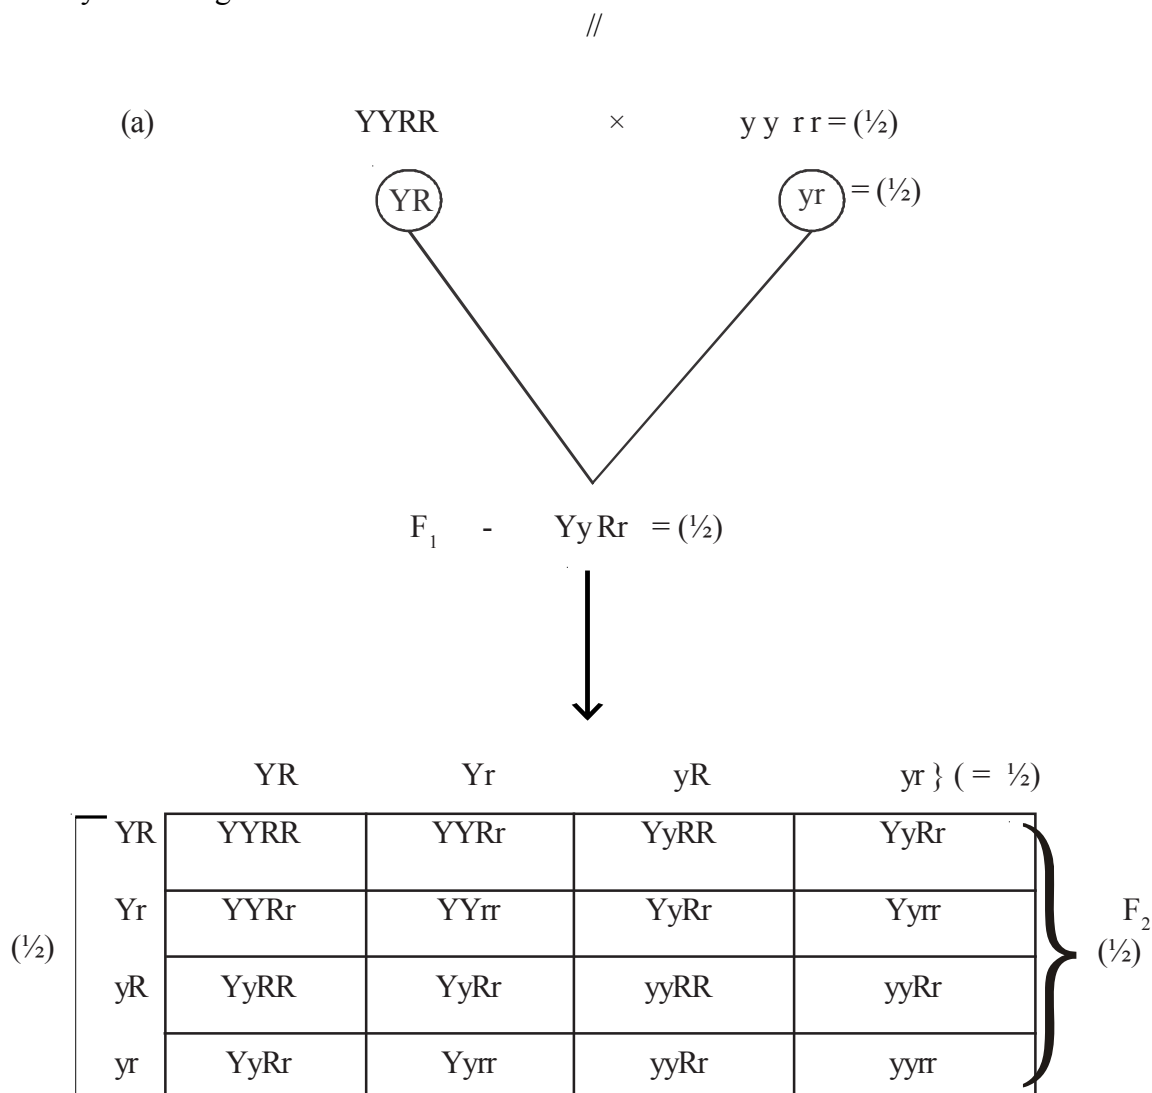 //
(a) YYRR × y y r r = (½)
YR yr = (½)
F₁ - Yy Rr = (½)
YR Yr yR yr } ( = ½)
YR YYRR YYRr YyRR YyRr
Yr YYRr YYrr YyRr Yyrr F₂
(½) (½)
yR YyRR YyRr yyRR yyRr
yr YyRr Yyrr yyRr yyrr